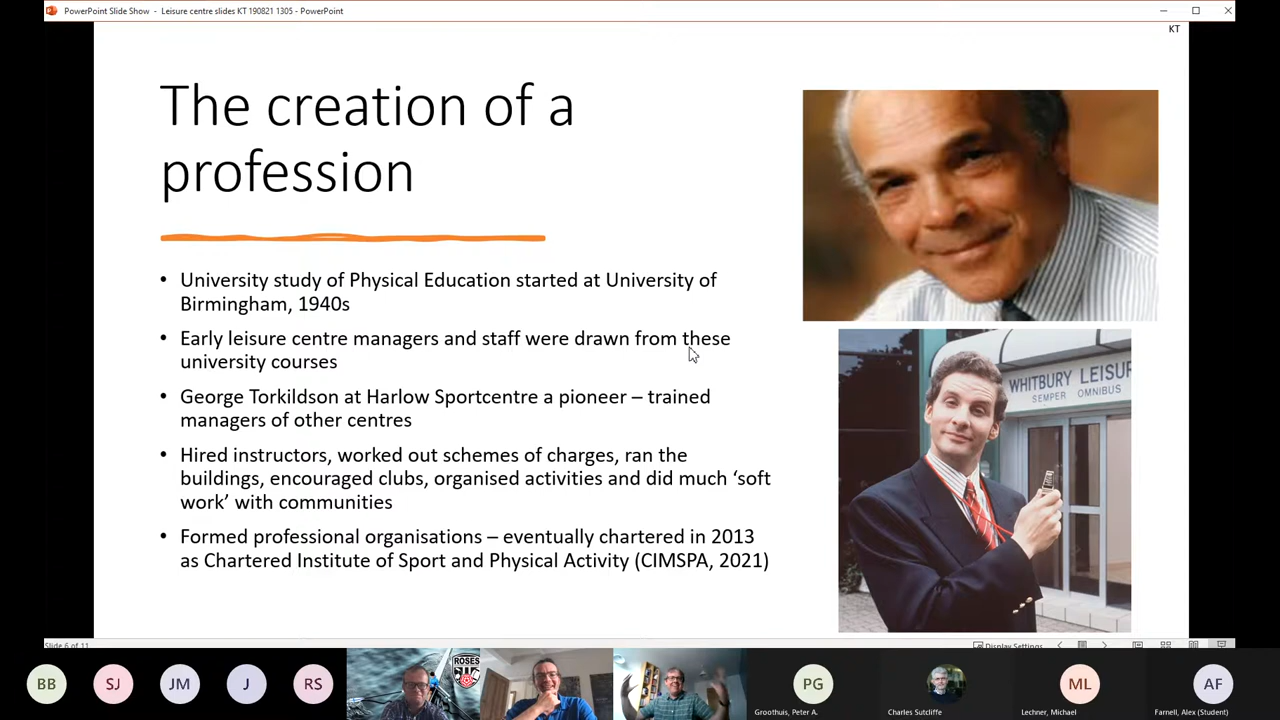 PowerPoint Slide Show - Leisure centre slides KT 190821 1305 - PowerPoint
KT
The creation of a
profession
• University study of Physical Education started at University of
Birmingham, 1940s
• Early leisure centre managers and staff were drawn from these
university courses
• George Torkildson at Harlow Sportcentre a pioneer – trained
managers of other centres
• Hired instructors, worked out schemes of charges, ran the
buildings, encouraged clubs, organised activities and did much ‘soft
work’ with communities
• Formed professional organisations – eventually chartered in 2013
as Chartered Institute of Sport and Physical Activity (CIMSPA, 2021)
WHITBURY LEISUR
SEMPER OMNIBUS
Slide 6 of 11
Display Settings
BB
SJ
JM
J
RS
ROSES
PG
Groothuis, Peter A.
Charles Sutcliffe
ML
Lechner, Michael
AF
Farnell, Alex (Student)